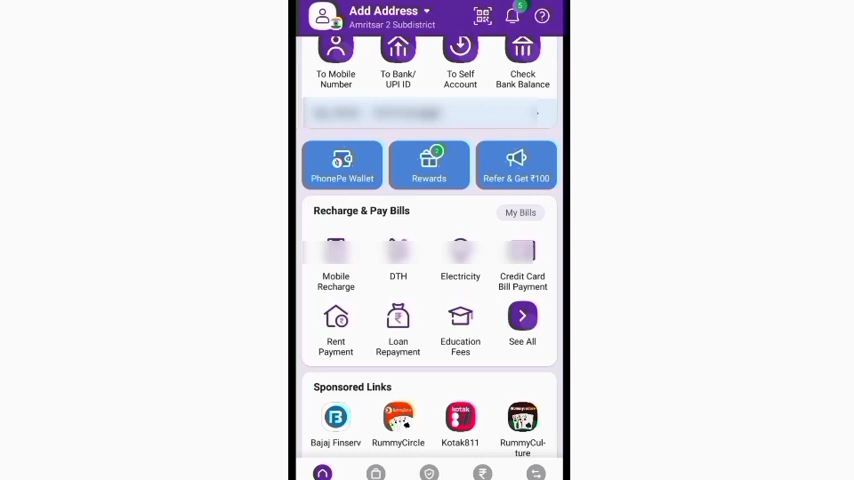 Add Address
Amritsar 2 Subdistrict
5
To Mobile
Number
To Bank/
UPI ID
To Self
Account
Check
Bank Balance
PhonePe Wallet
Rewards
Refer & Get ₹100
Recharge & Pay Bills
My Bills
Mobile
Recharge
DTH
Electricity
Credit Card
Bill Payment
Rent
Payment
Loan
Repayment
Education
Fees
See All
Sponsored Links
kotak
Bajaj Finserv
RummyCircle
Kotak811
RummyCul-
ture